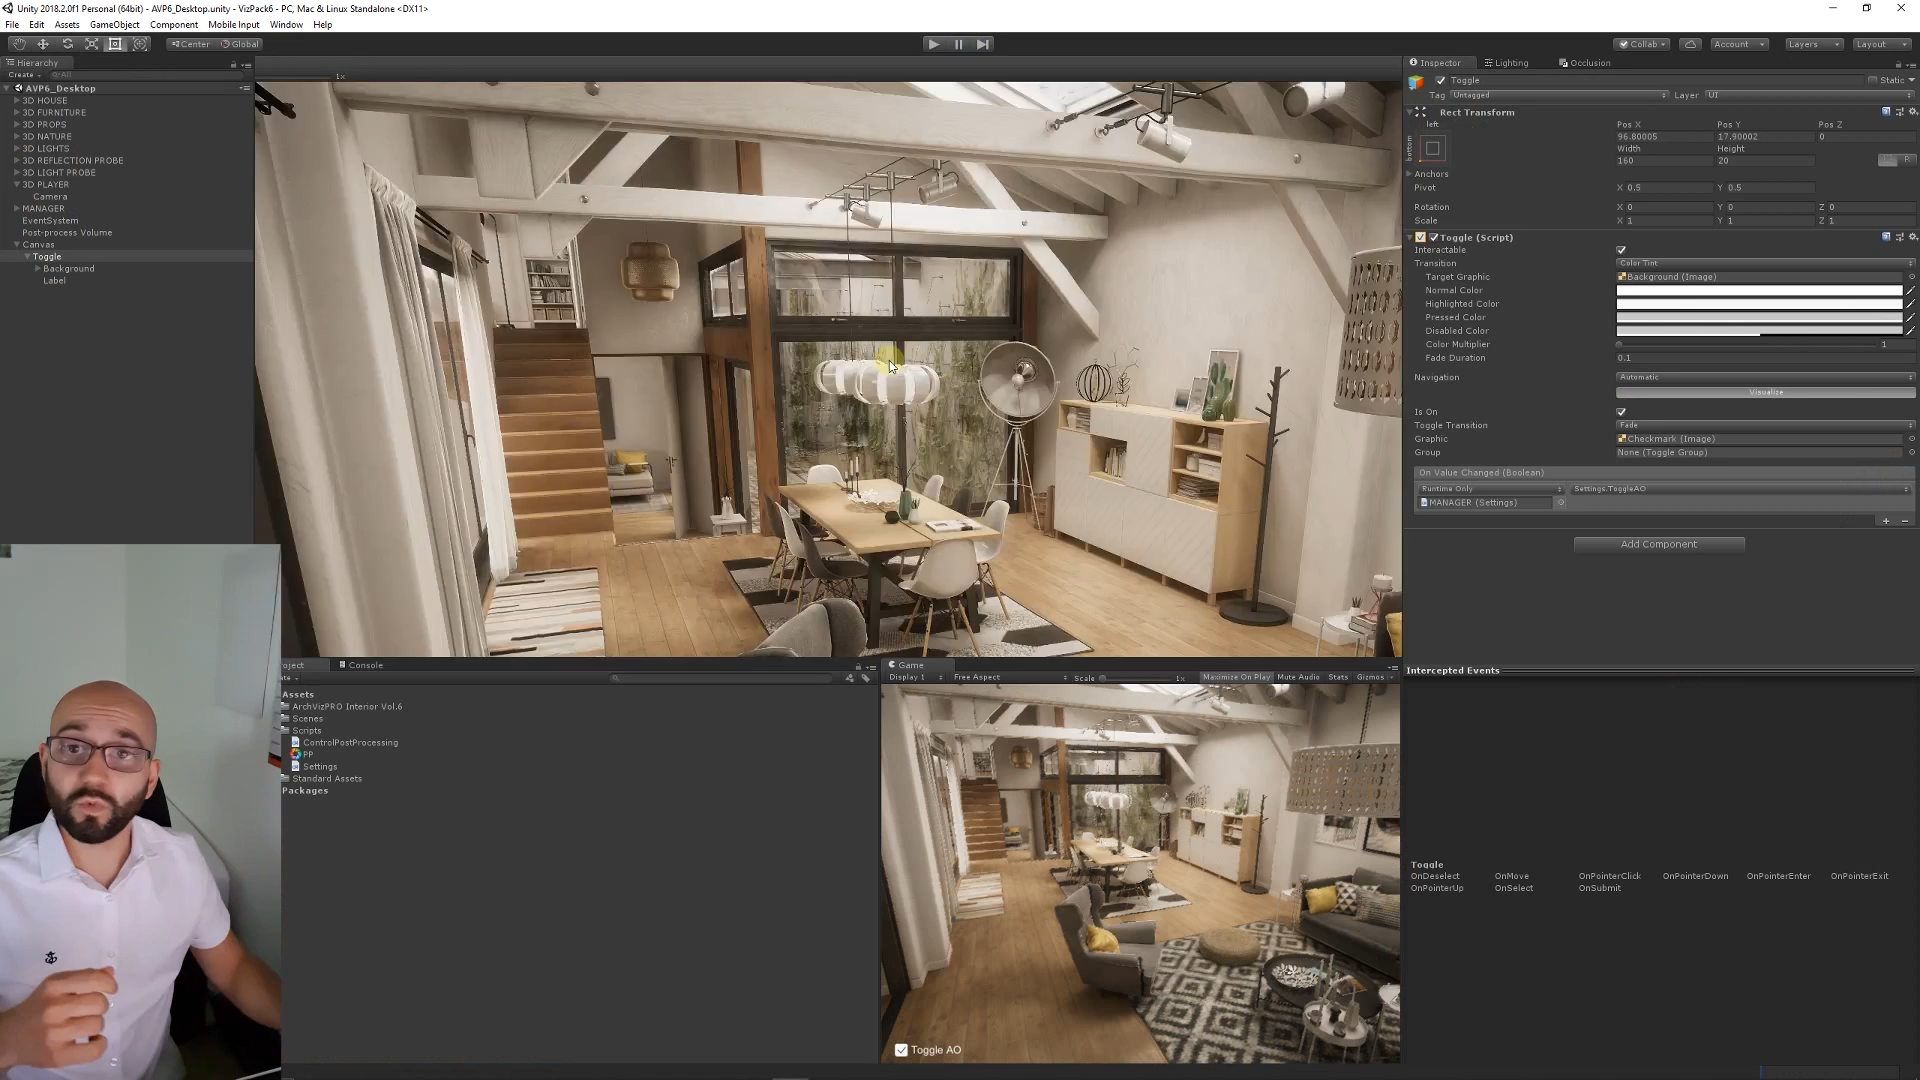 Unity 2018.2.0f1 Personal (64bit) - AVP6_Desktop.unity - VizPack6 - PC, Mac & Linux Standalone <DX11>
File Edit Assets GameObject Component Mobile Input Window Help
Center Global Collab Account Layers Layout
Hierarchy
Create All
1x
AVP6_Desktop
3D HOUSE
3D FURNITURE
3D PROPS
3D NATURE
3D LIGHTS
3D REFLECTION PROBE
3D LIGHT PROBE
3D PLAYER
Camera
MANAGER
EventSystem
Post-process Volume
Canvas
Toggle
Background
Label
Inspector Lighting Occlusion
Toggle Static
Tag Untagged Layer UI
Rect Transform
left Pos X Pos Y Pos Z
bottom 96.80005 17.90002 0
Width Height
160 20 R
Anchors
Pivot X 0.5 Y 0.5
Rotation X 0 Y 0 Z 0
Scale X 1 Y 1 Z 1
Toggle (Script)
Interactable
Transition Color Tint
Target Graphic Background (Image)
Normal Color
Highlighted Color
Pressed Color
Disabled Color
Color Multiplier 1
Fade Duration 0.1
Navigation Automatic
Visualize
Is On
Toggle Transition Fade
Graphic Checkmark (Image)
Group None (Toggle Group)
On Value Changed (Boolean)
Runtime Only Settings.ToggleAO
MANAGER (Settings)
Add Component
Intercepted Events
Toggle
OnDeselect OnMove OnPointerClick OnPointerDown OnPointerEnter OnPointerExit
OnPointerUp OnSelect OnSubmit
oject Console
ate
Assets
ArchVizPRO Interior Vol.6
Scenes
Scripts
ControlPostProcessing
PP
Settings
Standard Assets
Packages
Game
Display 1 Free Aspect Scale 1x Maximize On Play Mute Audio Stats Gizmos
Toggle AO